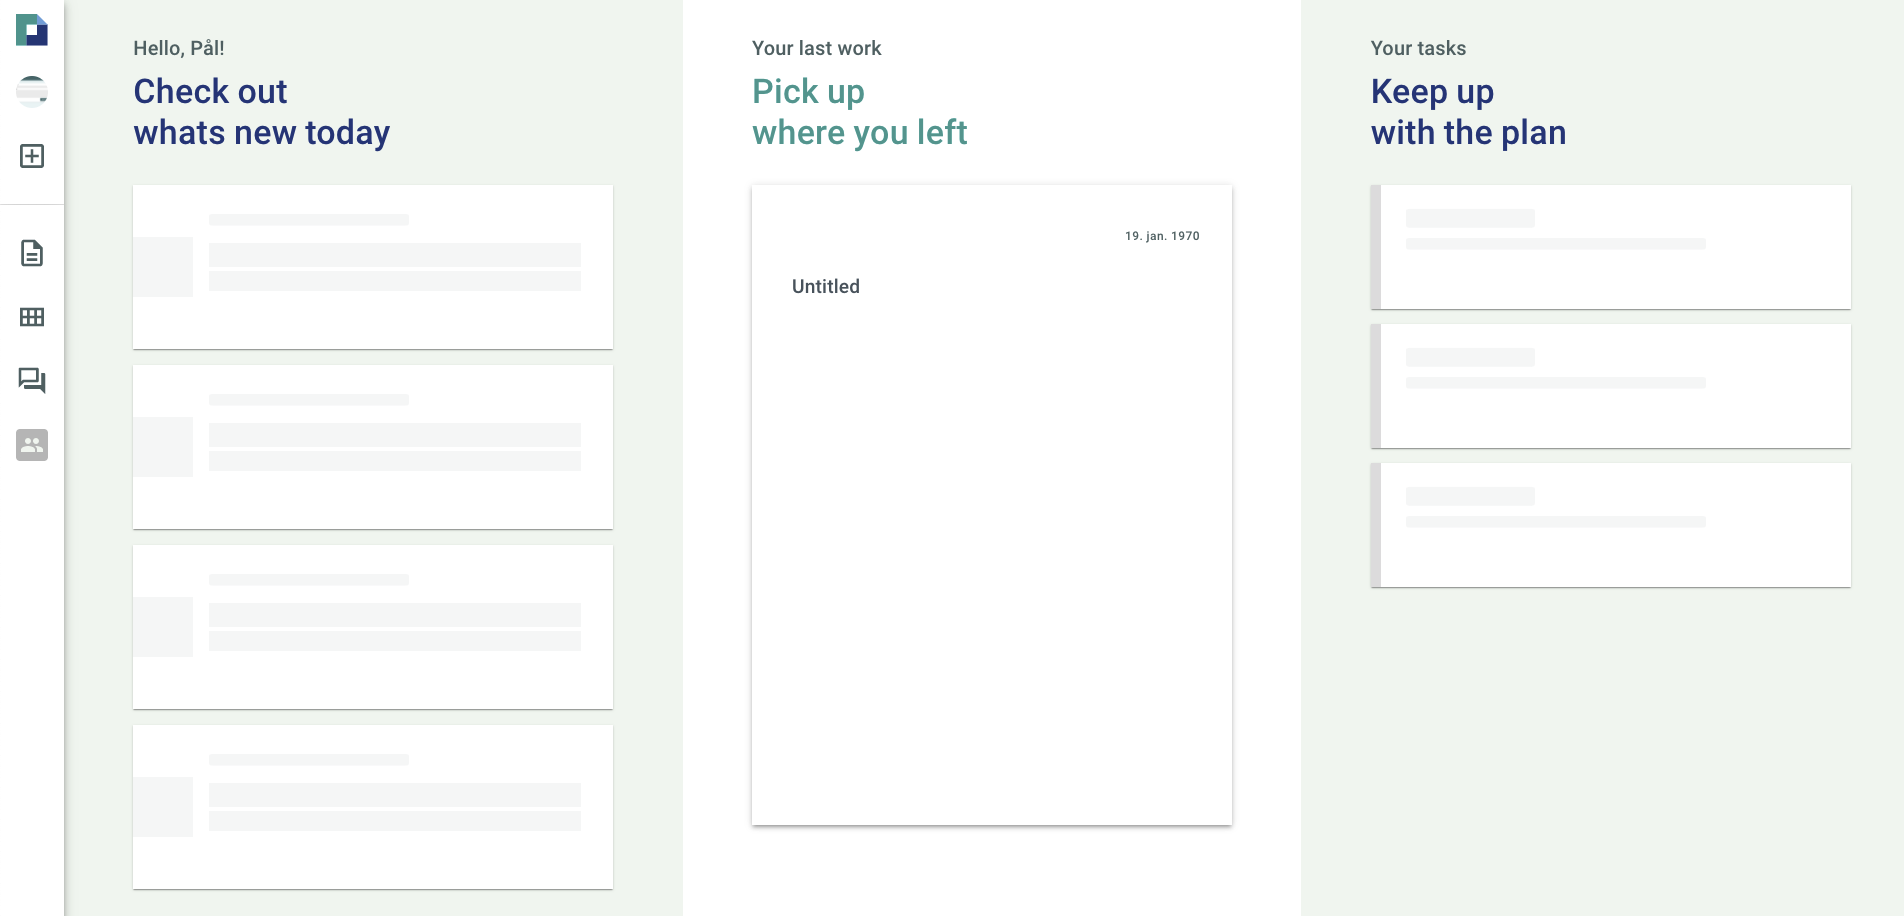 Hello, Pål!
Check out
whats new today
Your last work
Pick up
where you left
19. jan. 1970
Untitled
Your tasks
Keep up
with the plan